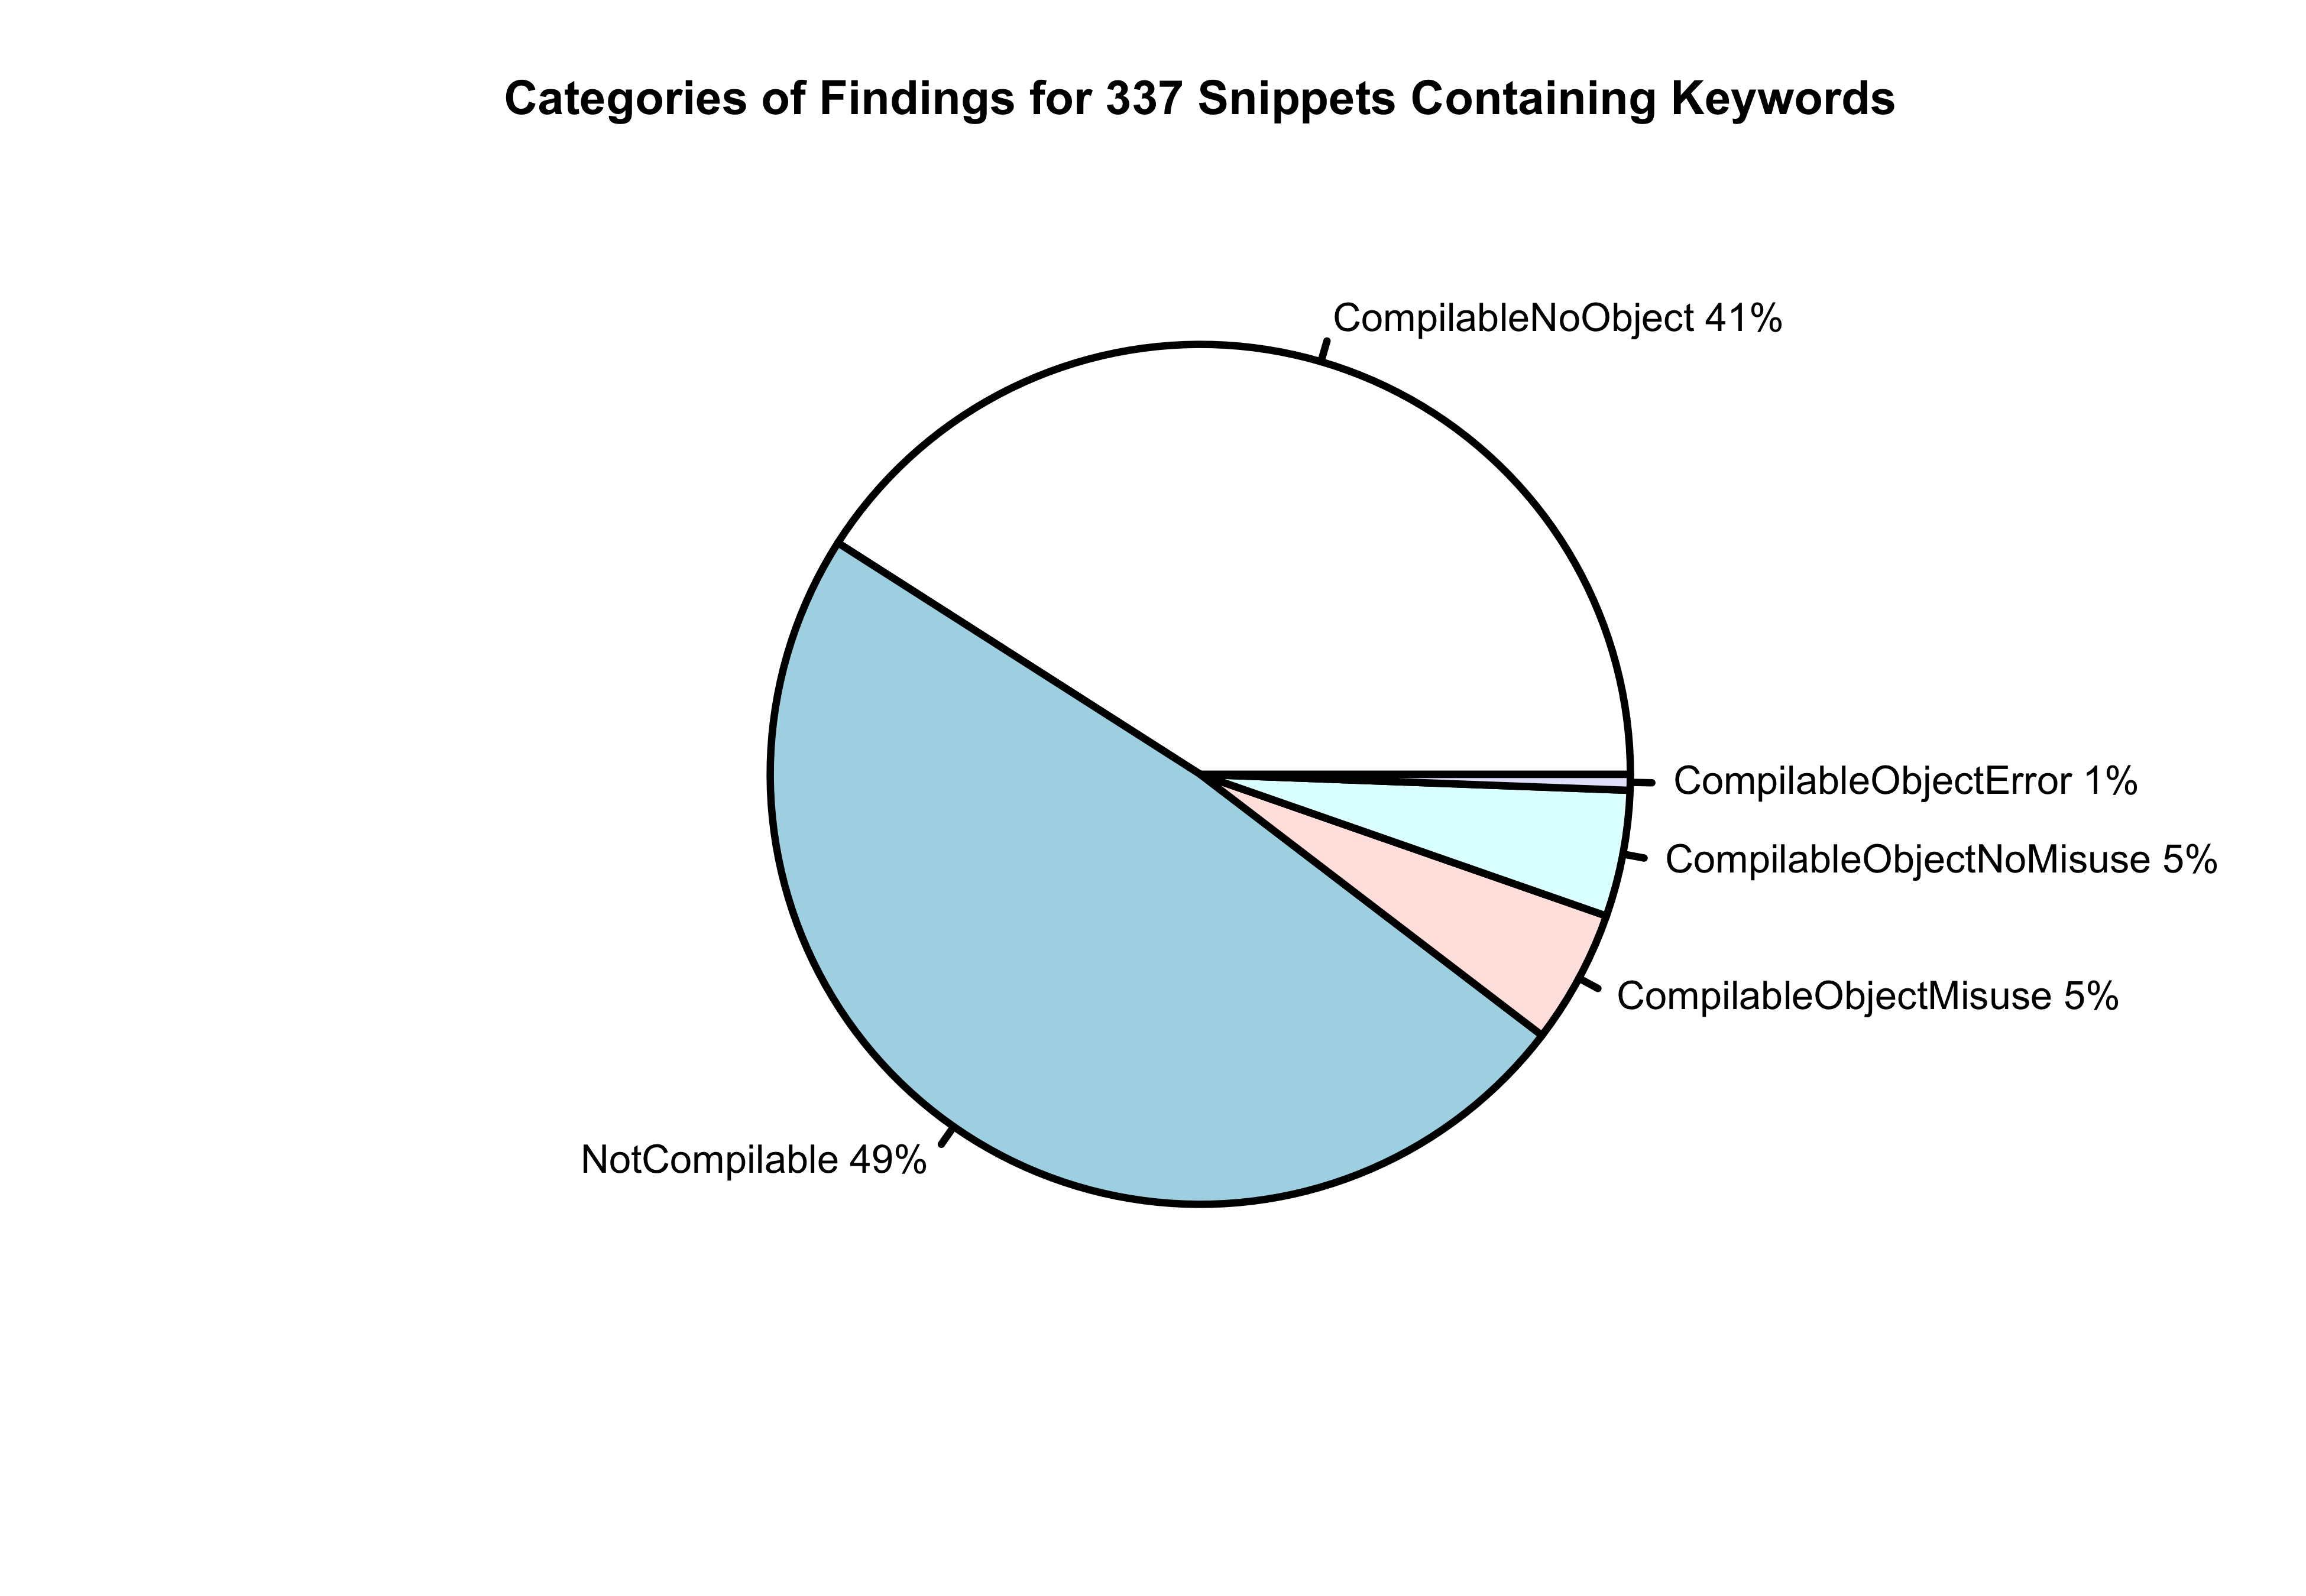 Categories of Findings for 337 Snippets Containing Keywords
CompilableNoObject 41%
CompilableObjectError 1%
CompilableObjectNoMisuse 5%
CompilableObjectMisuse 5%
NotCompilable 49%